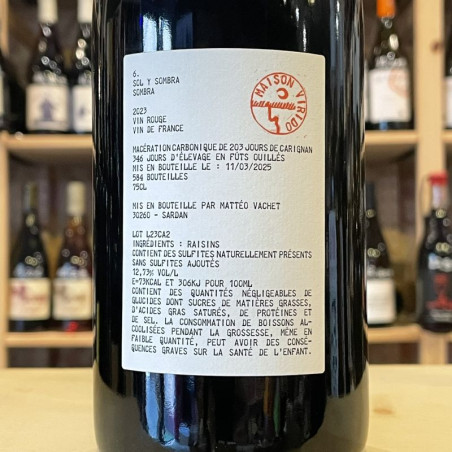 6.
SOL Y SOMBRA
SOMBRA
MAISON VIRIDO
2023
VIN ROUGE
VIN DE FRANCE
MACÉRATION CARBONIQUE DE 203 JOURS DE CARIGNAN
346 JOURS D'ÉLEVAGE EN FÛTS OUILLÉS
MIS EN BOUTEILLE LE : 11/03/2025
584 BOUTEILLES
75CL
MIS EN BOUTEILLE PAR MATTÉO VACHET
30260 - SARDAN
LOT L23CA2
INGRÉDIENTS : RAISINS
CONTIENT DES SULFITES NATURELLEMENT PRÉSENTS
SANS SULFITES AJOUTÉS
12,73% VOL/L
E=73KCAL ET 306KJ POUR 100ML
CONTIENT DES QUANTITÉS NÉGLIGEABLES DE
GLUCIDES DONT SUCRES DE MATIÈRES GRASSES,
D'ACIDES GRAS SATURÉS, DE PROTÉINES ET
DE SEL. LA CONSOMMATION DE BOISSONS AL-
COOLISÉES PENDANT LA GROSSESSE, MÊME EN
FAIBLE QUANTITÉ, PEUT AVOIR DES CONSÉ-
QUENCES GRAVES SUR LA SANTÉ DE L'ENFANT.